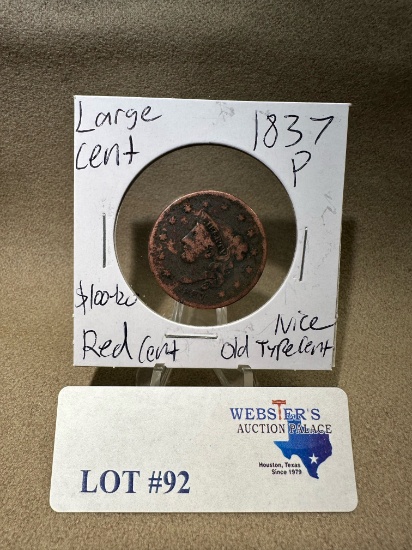 Large
cent
1837
P
$100-120
Red Cent
Nice
Old Type Cent
WEBSTER'S
AUCTION PALACE
Houston, Texas
Since 1979
LOT #92